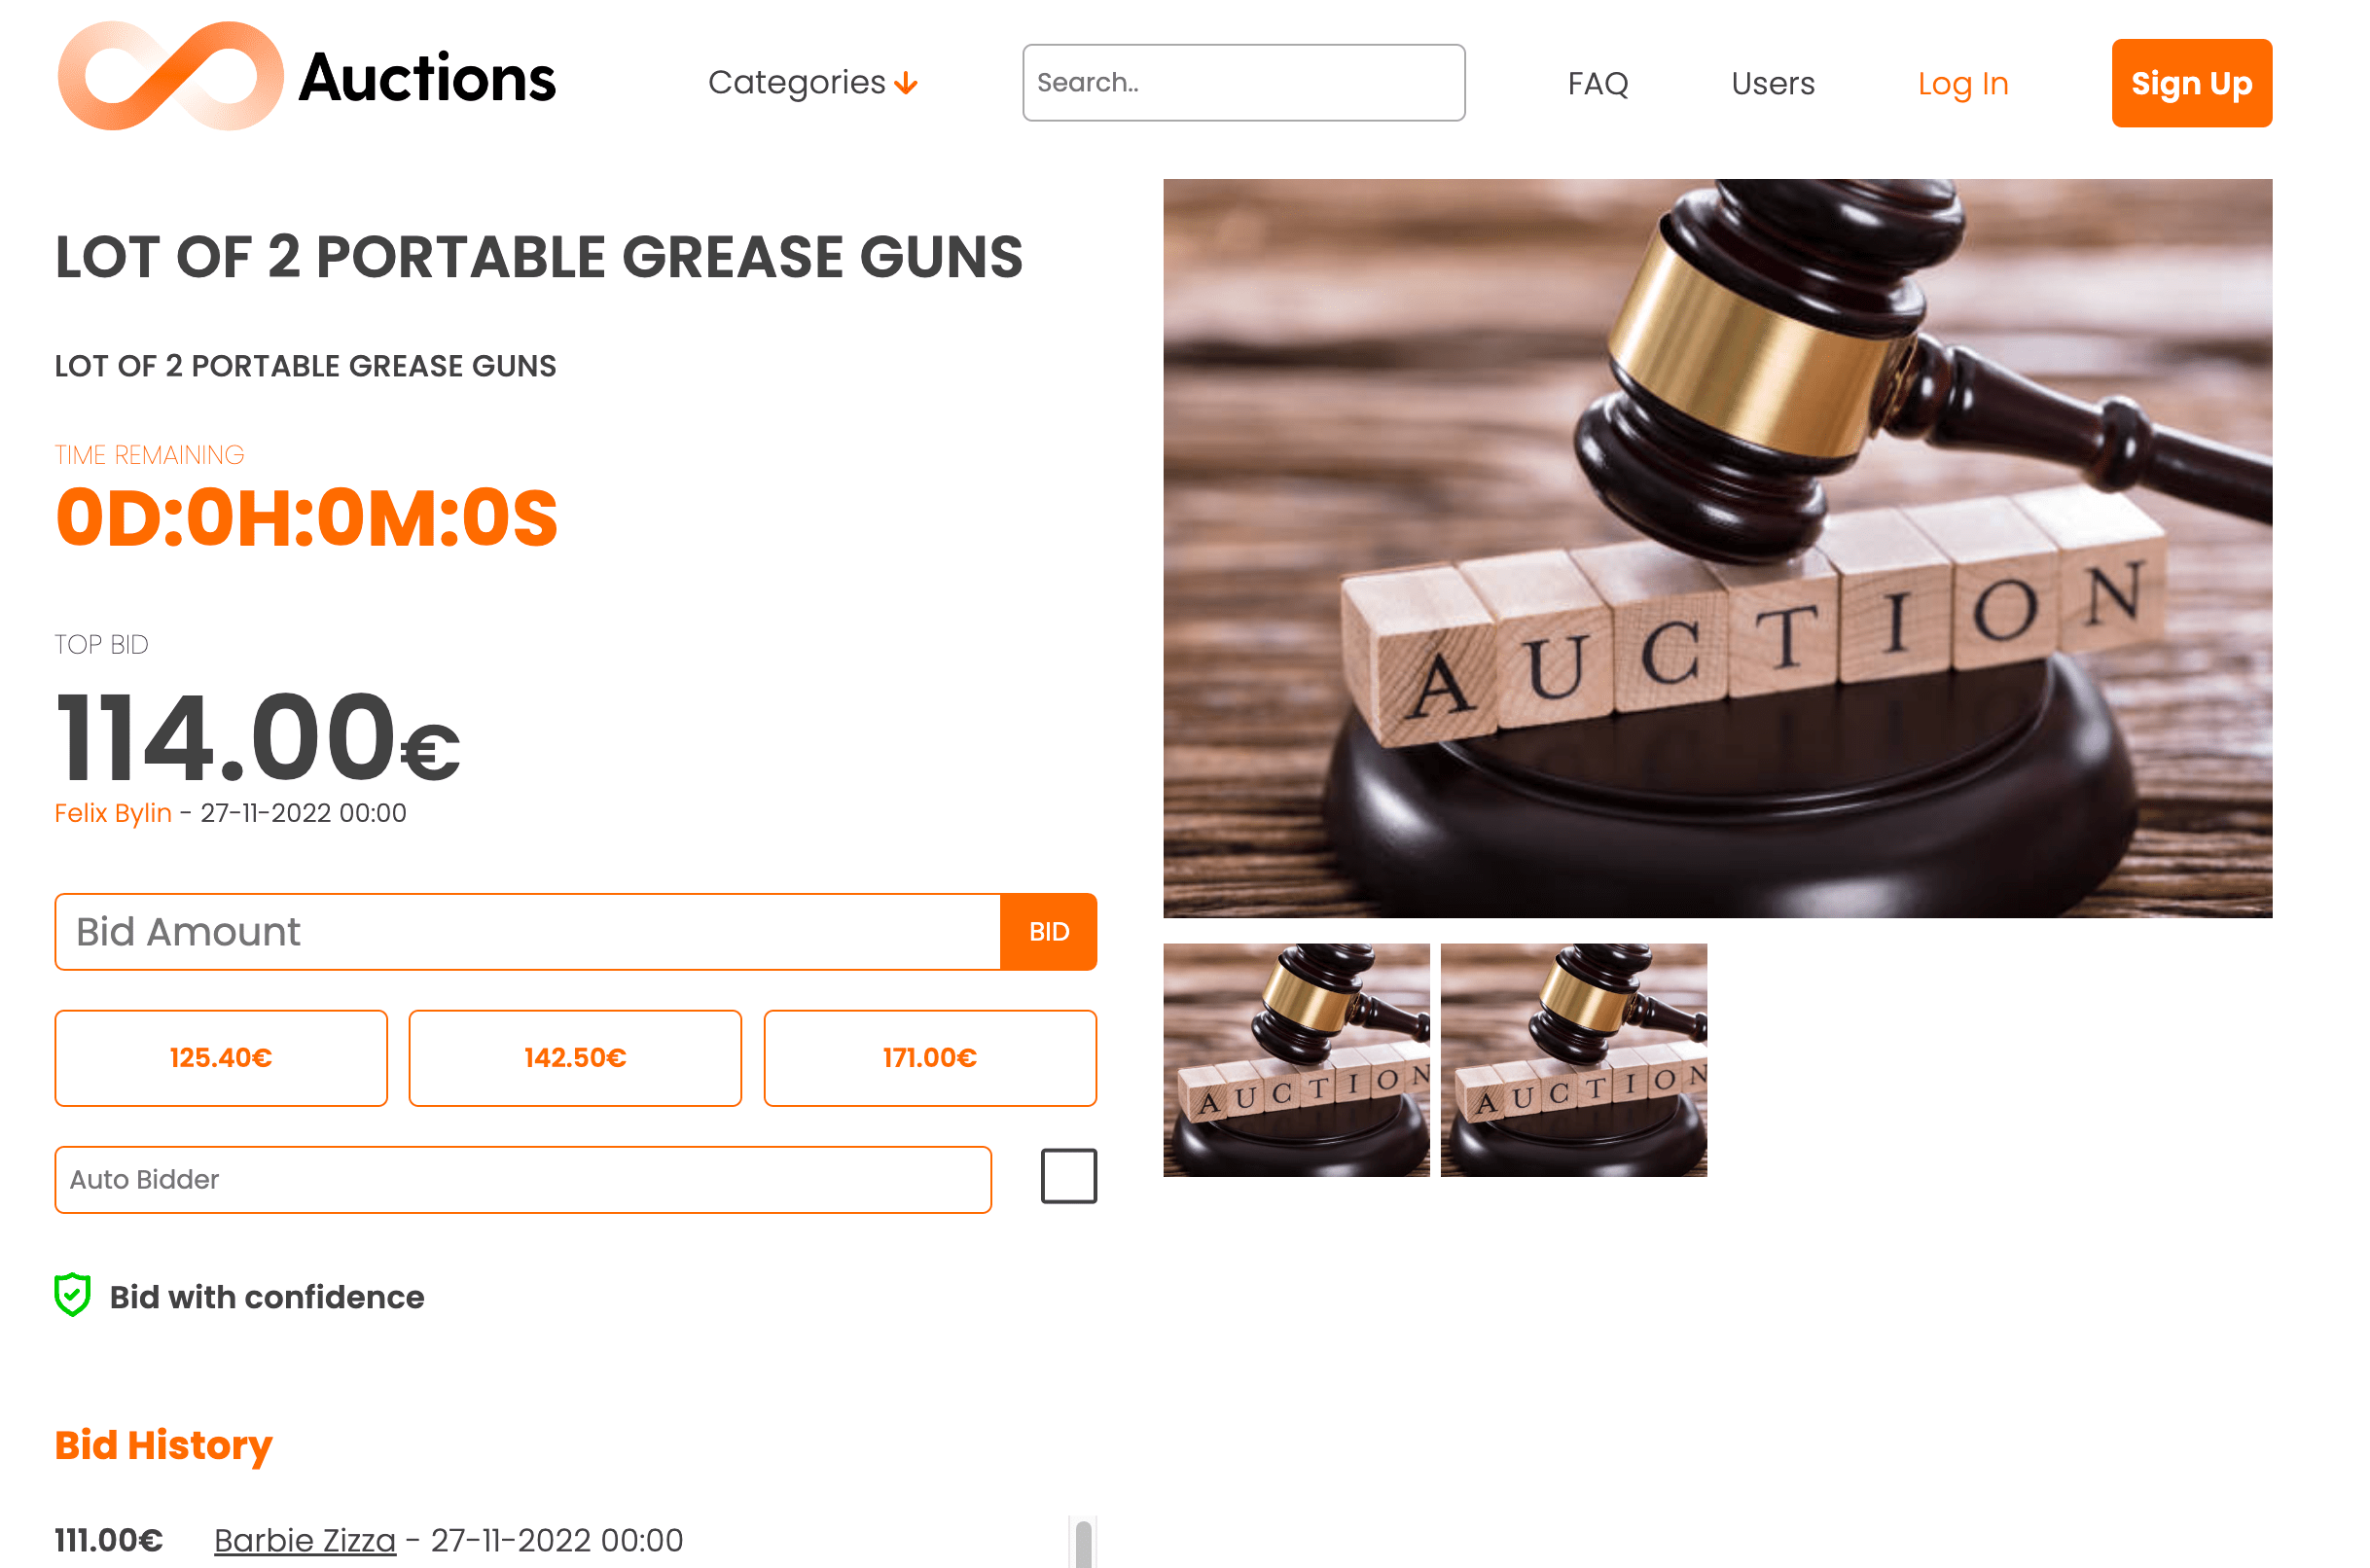 Auctions
Categories
Search..
FAQ
Users
Log In
Sign Up
LOT OF 2 PORTABLE GREASE GUNS
LOT OF 2 PORTABLE GREASE GUNS
TIME REMAINING
0D:0H:0M:0S
TOP BID
114.00€
Felix Bylin - 27-11-2022 00:00
Bid Amount
BID
125.40€
142.50€
171.00€
Auto Bidder
Bid with confidence
Bid History
111.00€ Barbie Zizza - 27-11-2022 00:00
AUCTION
AUCTION
AUCTION